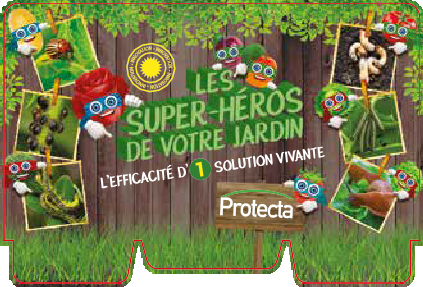 LES
SUPER-HÉROS
DE VOTRE JARDIN
L'EFFICACITÉ D'1 SOLUTION VIVANTE
Protecta